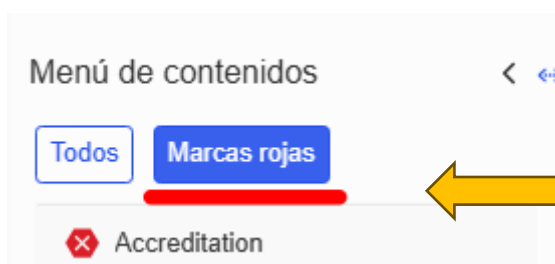 Menú de contenidos
Todos
Marcas rojas
Accreditation